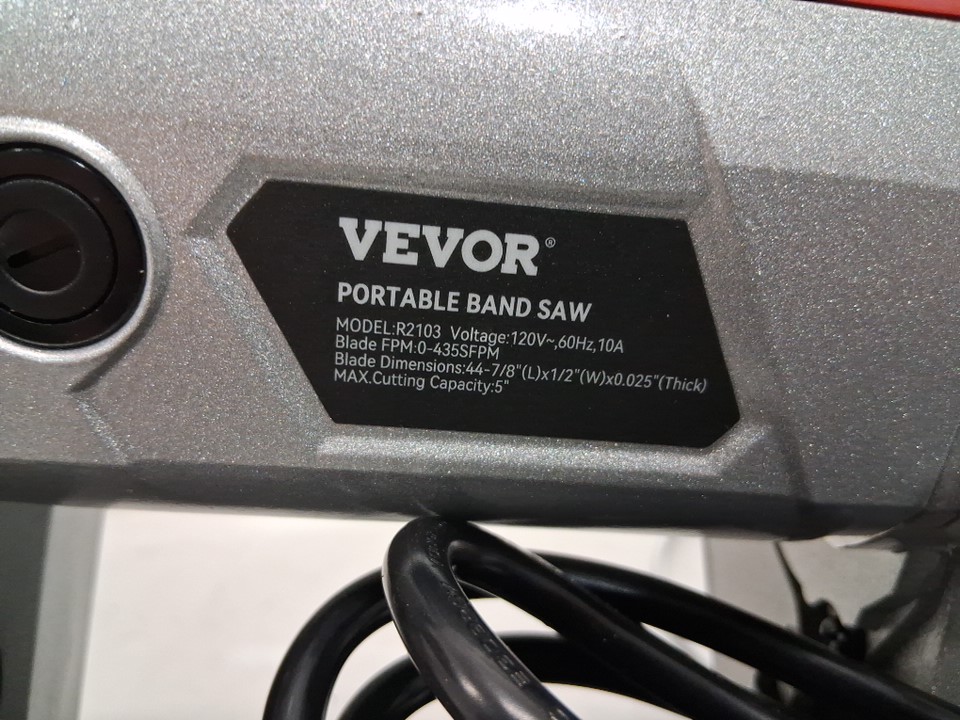 VEVOR®
PORTABLE BAND SAW
MODEL:R2103 Voltage:120V~,60Hz,10A
Blade FPM:0-435SFPM
Blade Dimensions:44-7/8"(L)x1/2"(W)x0.025"(Thick)
MAX.Cutting Capacity:5"